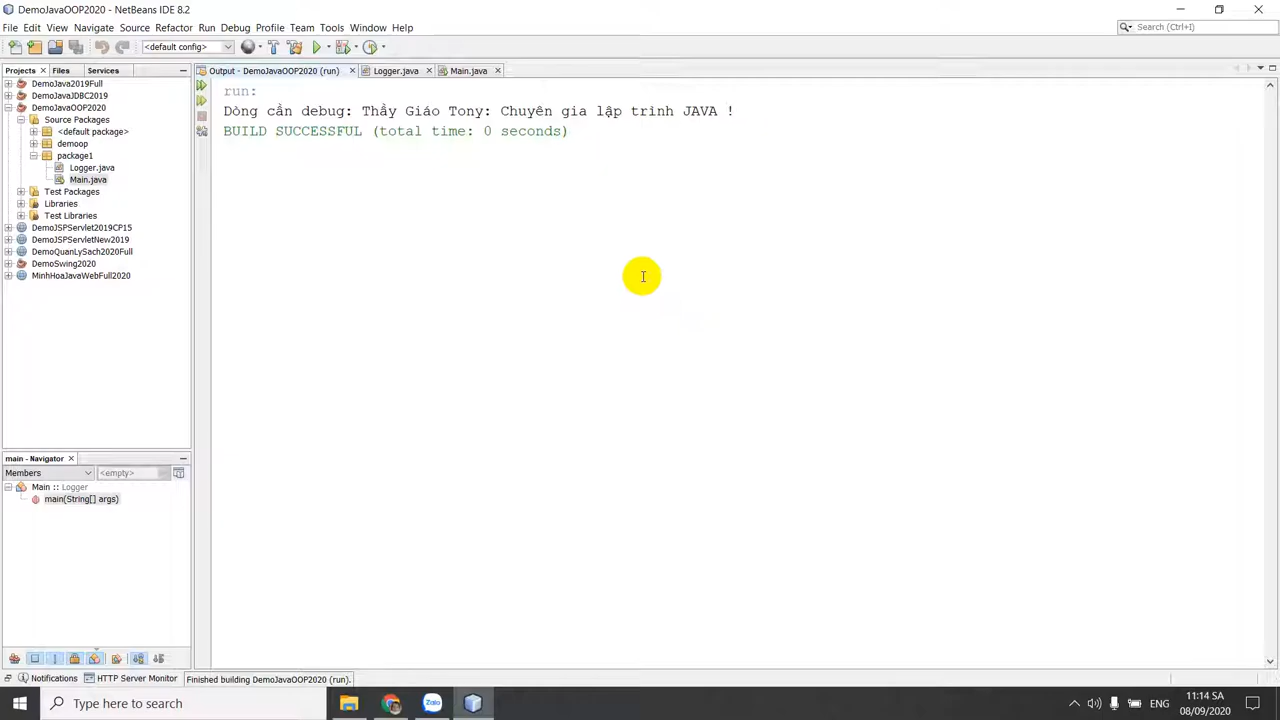 DemoJavaOOP2020 - NetBeans IDE 8.2
File Edit View Navigate Source Refactor Run Debug Profile Team Tools Window Help
Search (Ctrl+I)
<default config>
Projects Files Services
Output - DemoJavaOOP2020 (run) Logger.java Main.java
DemoJava2019Full
DemoJavaJDBC2019
DemoJavaOOP2020
Source Packages
<default package>
demoop
package1
Logger.java
Main.java
Test Packages
Libraries
Test Libraries
DemoJSPServlet2019CP15
DemoJSPServletNew2019
DemoQuanLySach2020Full
DemoSwing2020
MinhHoaJavaWebFull2020
run:
Dòng cần debug: Thầy Giáo Tony: Chuyên gia lập trình JAVA !
BUILD SUCCESSFUL (total time: 0 seconds)
main - Navigator
Members <empty>
Main :: Logger
main(String[] args)
Notifications HTTP Server Monitor Finished building DemoJavaOOP2020 (run).
Type here to search
Zalo
ENG
11:14 SA
08/09/2020